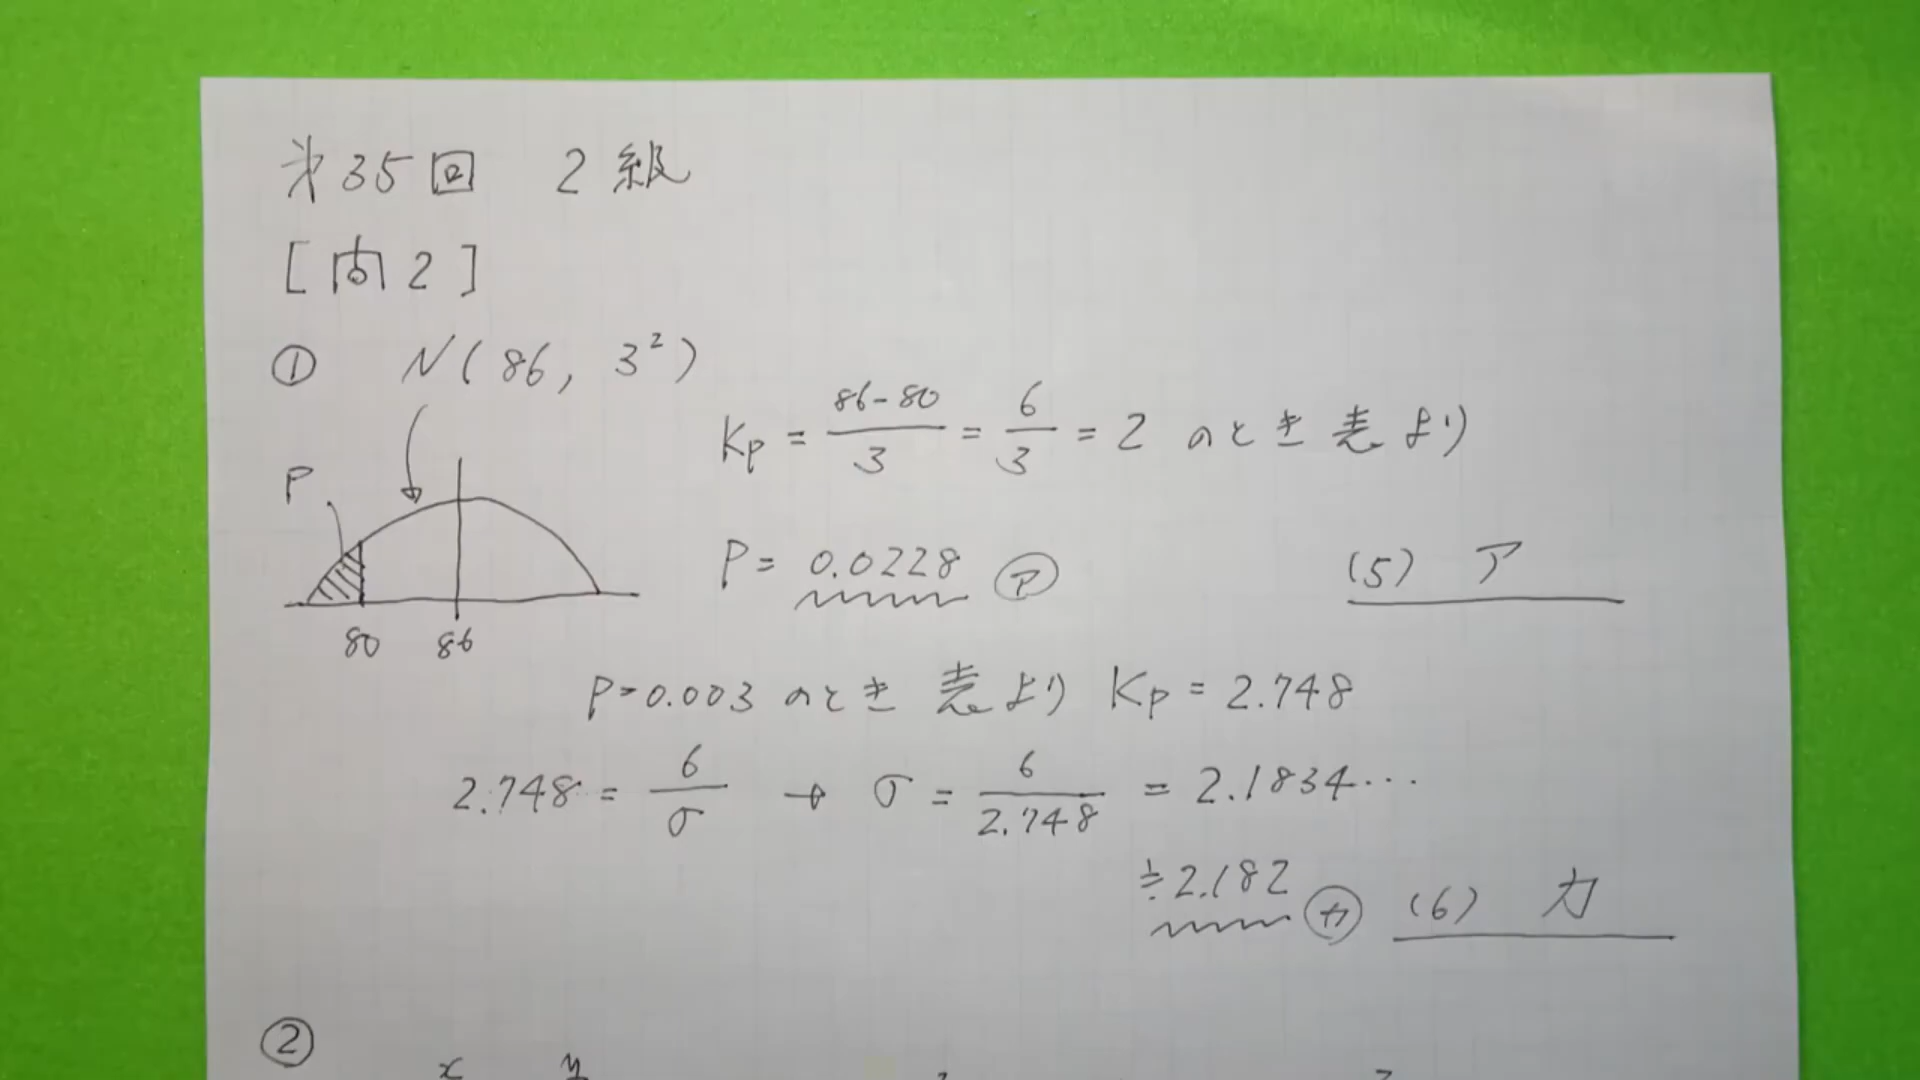 第35回 2級
[問2]
① N(86, 3²)
Kp = 86-80/3 = 6/3 = 2 のとき 表より
P
P = 0.0228 ㋐
(5) ア
80 86
P=0.003 のとき 表より Kp = 2.748
2.748 = 6/σ → σ = 6/2.748 = 2.1834...
≒2.182 ㋕ (6) カ
②
x y